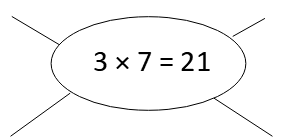 3 × 7 = 21